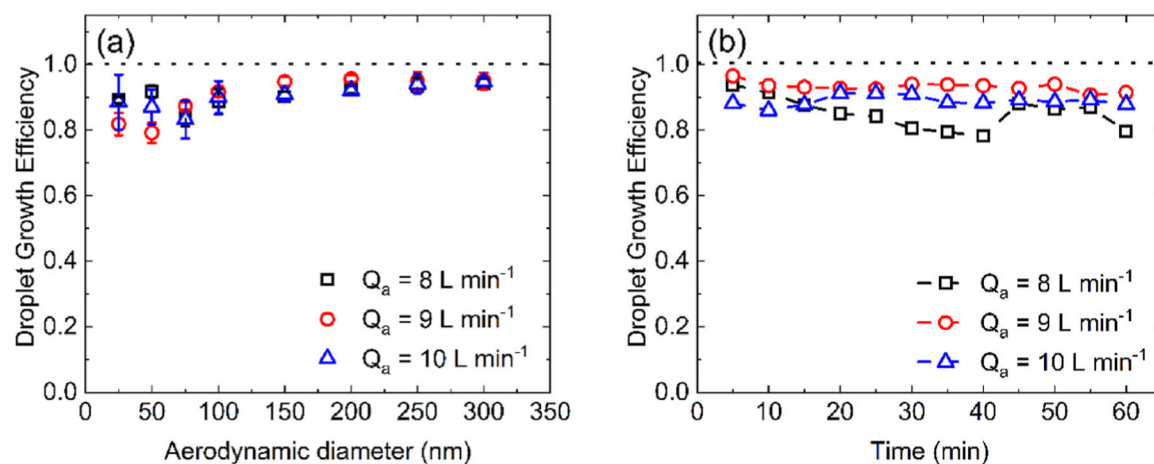 (a)
Droplet Growth Efficiency
1.0
0.8
0.6
0.4
0.2
0.0
Qₐ = 8 L min⁻¹
Qₐ = 9 L min⁻¹
Qₐ = 10 L min⁻¹
0 50 100 150 200 250 300 350
Aerodynamic diameter (nm)
(b)
Droplet Growth Efficiency
1.0
0.8
0.6
0.4
0.2
0.0
Qₐ = 8 L min⁻¹
Qₐ = 9 L min⁻¹
Qₐ = 10 L min⁻¹
0 10 20 30 40 50 60
Time (min)